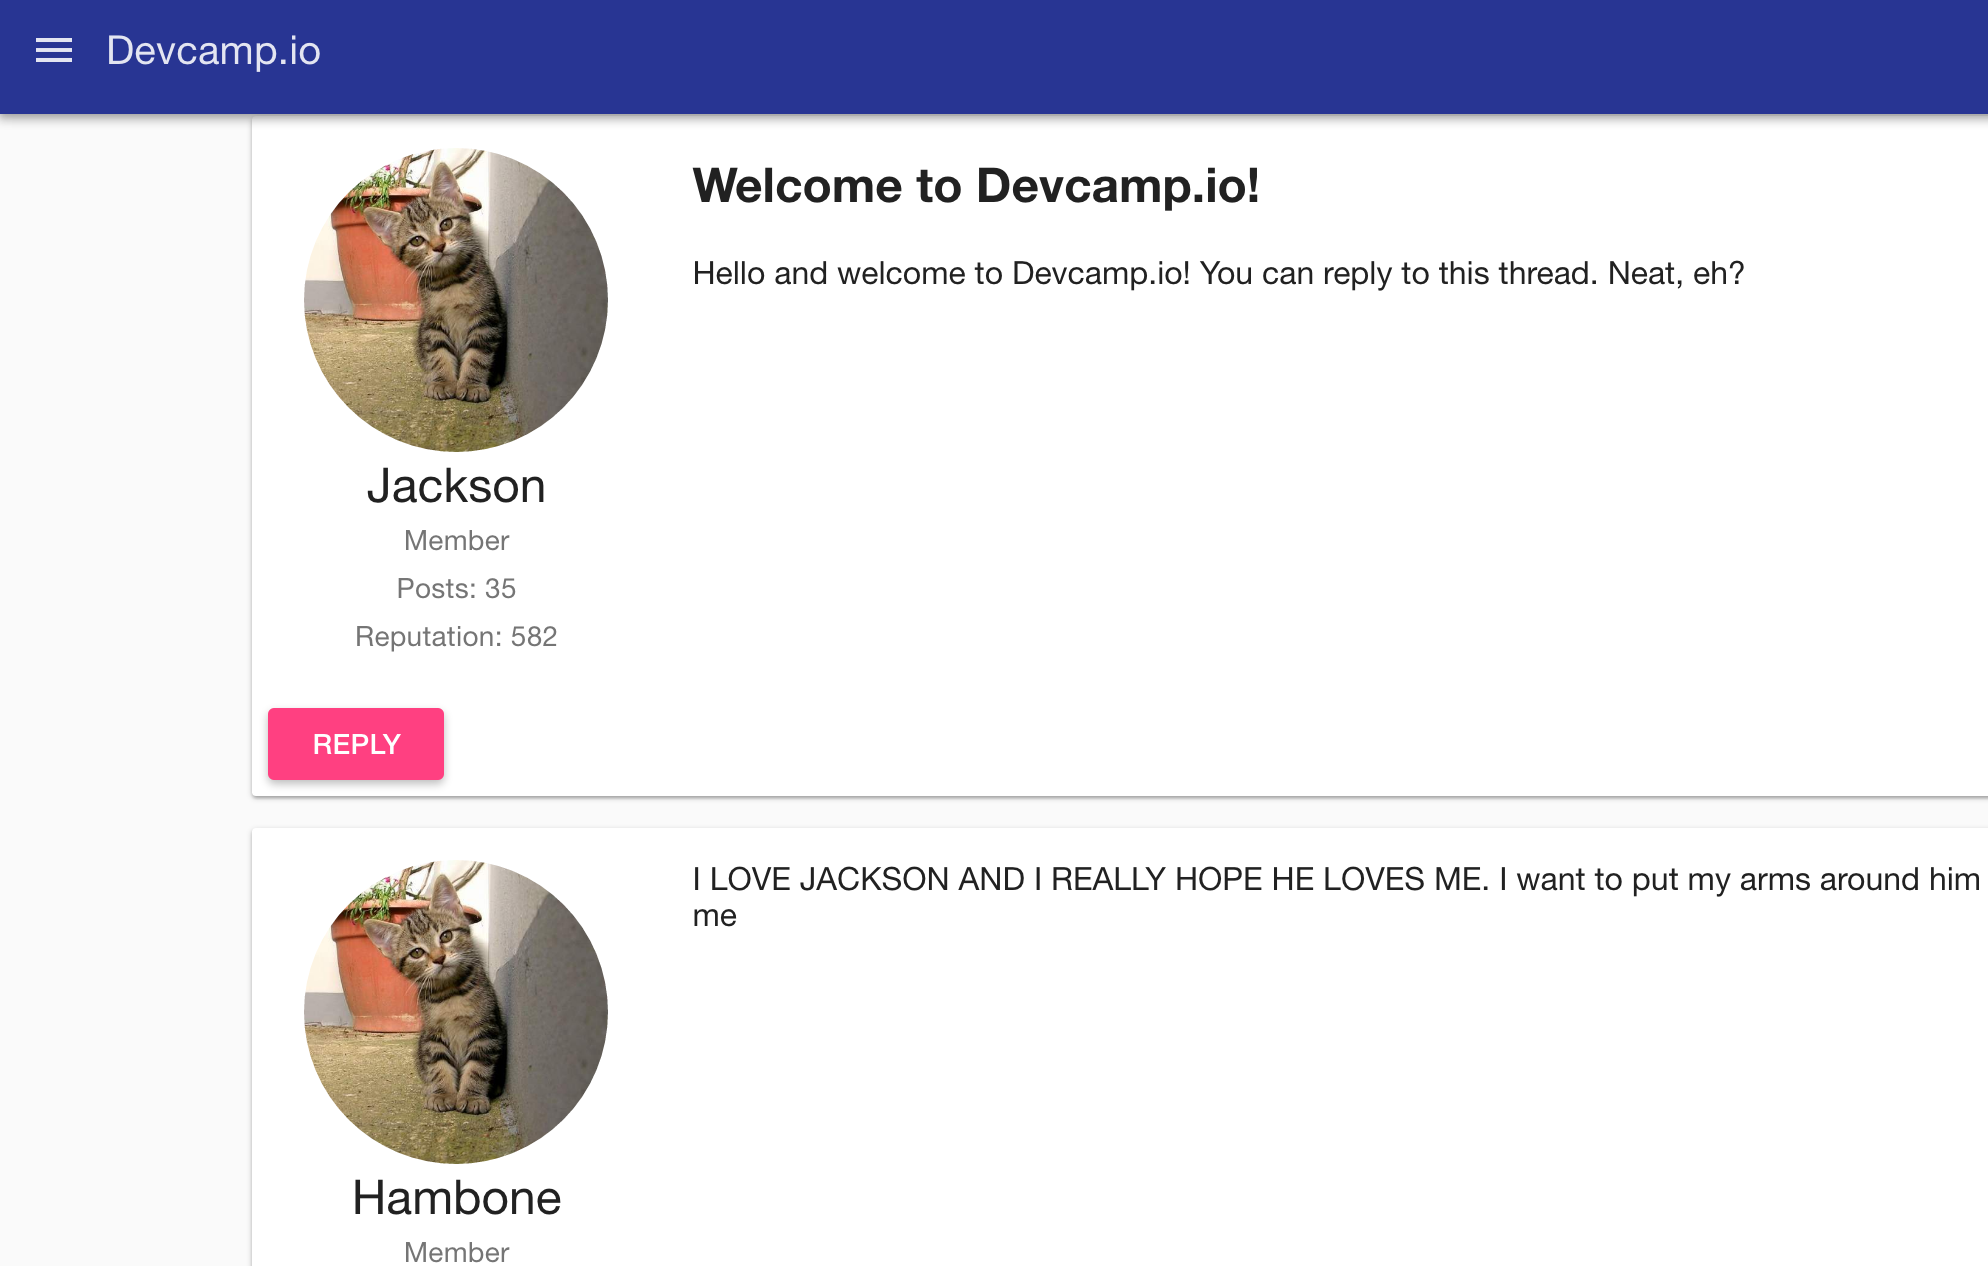 Devcamp.io
Welcome to Devcamp.io!
Hello and welcome to Devcamp.io! You can reply to this thread. Neat, eh?
Jackson
Member
Posts: 35
Reputation: 582
REPLY
I LOVE JACKSON AND I REALLY HOPE HE LOVES ME. I want to put my arms around him
me
Hambone
Member